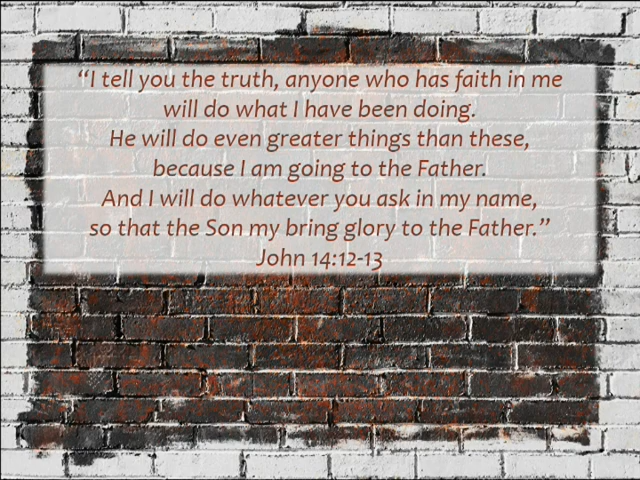 “I tell you the truth, anyone who has faith in me
will do what I have been doing.
He will do even greater things than these,
because I am going to the Father.
And I will do whatever you ask in my name,
so that the Son my bring glory to the Father.”
John 14:12-13